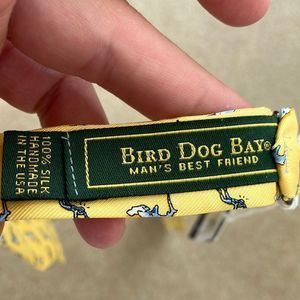 100% SILK
HANDMADE
IN THE USA
BIRD DOG BAY®
MAN'S BEST FRIEND